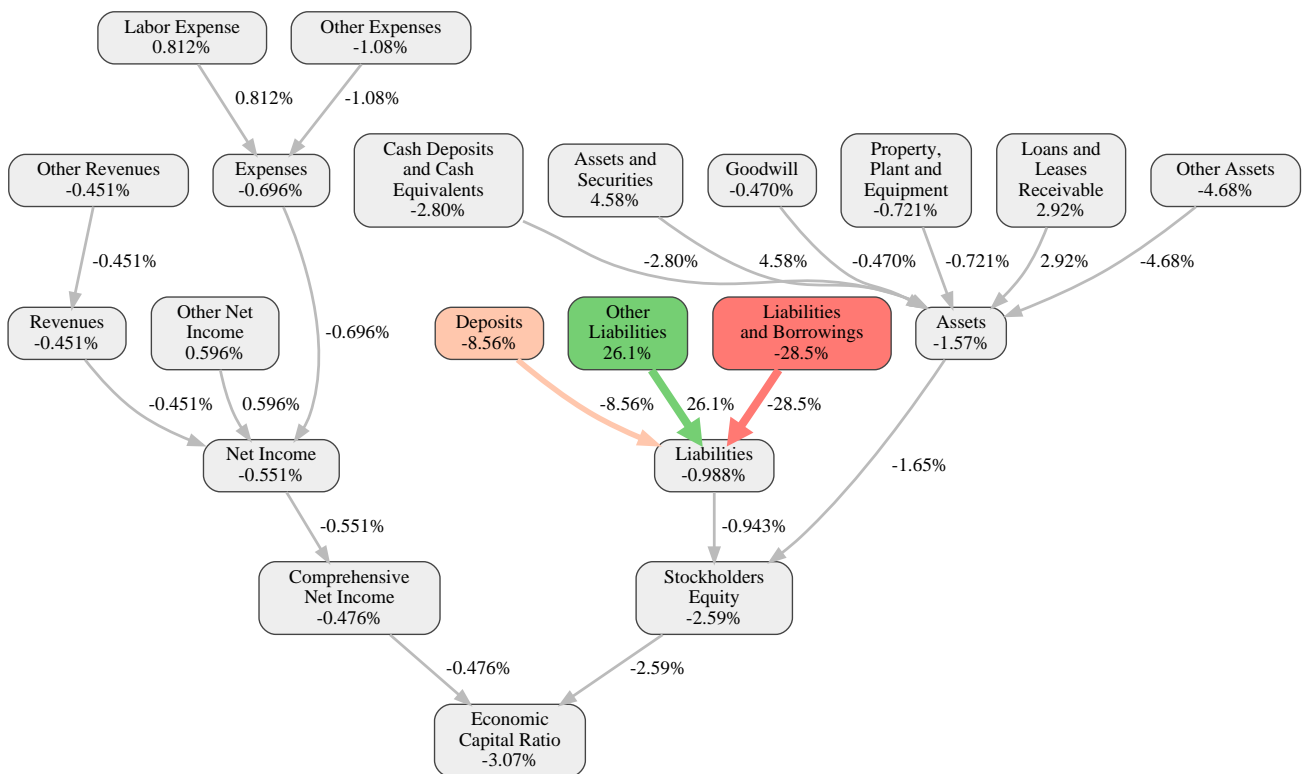 Labor Expense
0.812%
Other Expenses
-1.08%
0.812%
-1.08%
Other Revenues
-0.451%
Expenses
-0.696%
Cash Deposits
and Cash
Equivalents
-2.80%
Assets and
Securities
4.58%
Goodwill
-0.470%
Property,
Plant and
Equipment
-0.721%
Loans and
Leases
Receivable
2.92%
Other Assets
-4.68%
-0.451%
-2.80%
4.58%
-0.470%
-0.721%
2.92%
-4.68%
Revenues
-0.451%
Other Net
Income
0.596%
-0.696%
Deposits
-8.56%
Other
Liabilities
26.1%
Liabilities
and Borrowings
-28.5%
Assets
-1.57%
-0.451%
0.596%
-8.56%
26.1%
-28.5%
Net Income
-0.551%
Liabilities
-0.988%
-1.65%
-0.551%
-0.943%
Comprehensive
Net Income
-0.476%
Stockholders
Equity
-2.59%
-0.476%
-2.59%
Economic
Capital Ratio
-3.07%